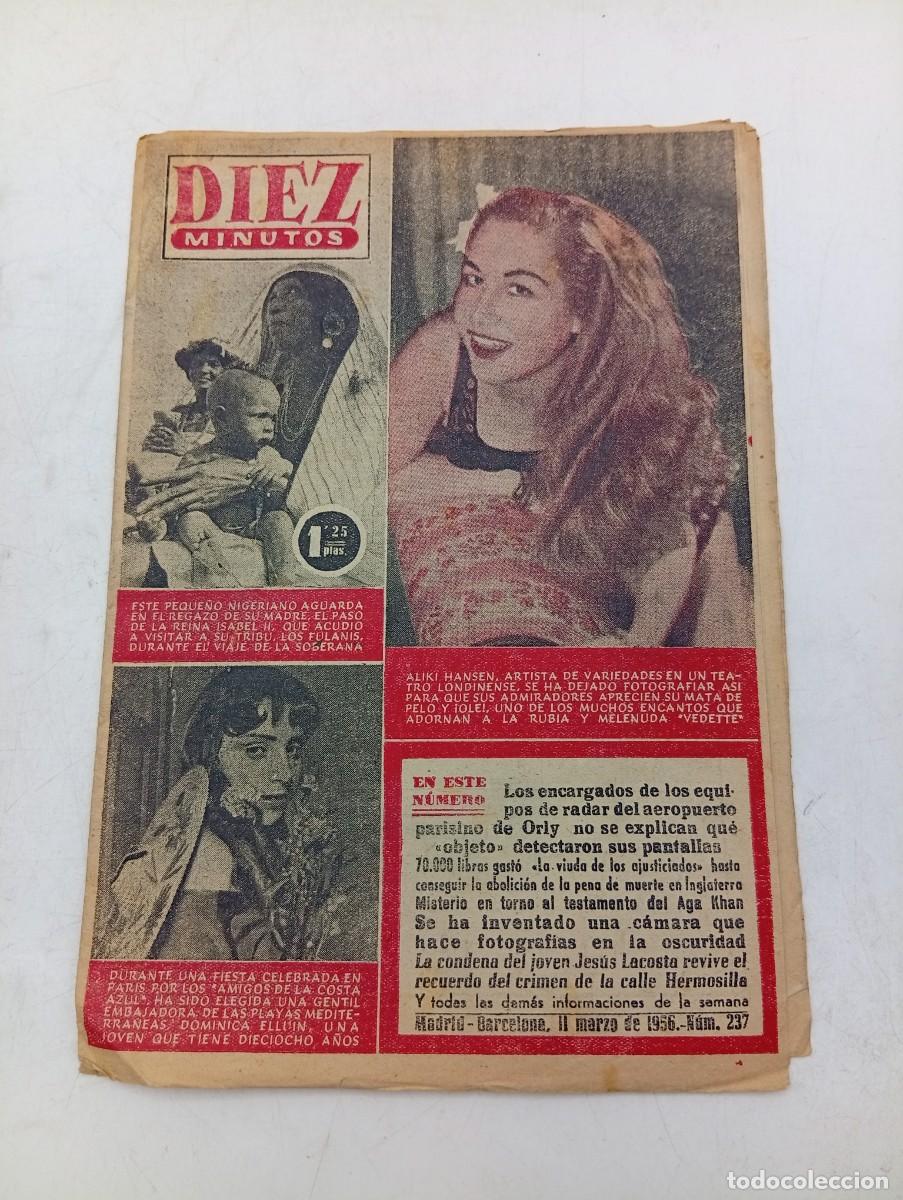 DIEZ
MINUTOS
1'25
ptas.
ESTE PEQUEÑO NIGERIANO AGUARDA
EN EL REGAZO DE SU MADRE, EL PASO
DE LA REINA ISABEL II, QUE ACUDIO
A VISITAR A SU TRIBU, LOS FULANIS,
DURANTE EL VIAJE DE LA SOBERANA
ALIKI HANSEN, ARTISTA DE VARIEDADES EN UN TEA-
TRO LONDINENSE, SE HA DEJADO FOTOGRAFIAR ASI
PARA QUE SUS ADMIRADORES APRECIEN SU MATA DE
PELO Y ¡OLE!, UNO DE LOS MUCHOS ENCANTOS QUE
ADORNAN A LA RUBIA Y MELENUDA "VEDETTE"
DURANTE UNA FIESTA CELEBRADA EN
PARIS POR LOS "AMIGOS DE LA COSTA
AZUL", HA SIDO ELEGIDA UNA GENTIL
EMBAJADORA DE LAS PLAYAS MEDITE-
RRANEAS, DOMINICA ELLUIN, UNA
JOVEN QUE TIENE DIECIOCHO AÑOS
EN ESTE
NÚMERO
Los encargados de los equi-
pos de radar del aeropuerto
parisino de Orly no se explican qué
«objeto» detectaron sus pantallas
70.000 libras gastó «La viuda de los ajusticiados» hasta
conseguir la abolición de la pena de muerte en Inglaterra
Misterio en torno al testamento del Aga Khan
Se ha inventado una cámara que
hace fotografías en la oscuridad
La condena del joven Jesús Lacosta revive el
recuerdo del crimen de la calle Hermosilla
Y todas las demás informaciones de la semana
Madrid-Barcelona, 11 marzo de 1956.-Núm. 237
todocoleccion